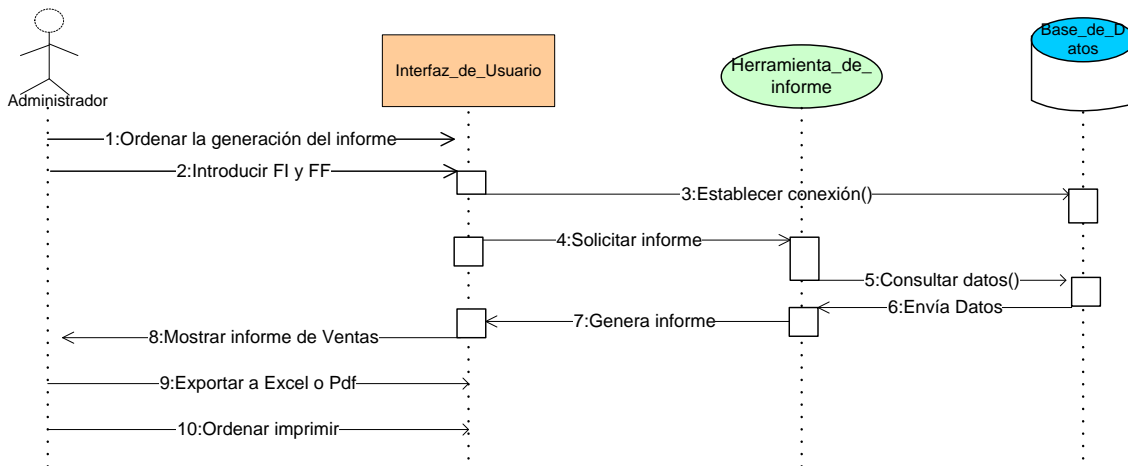 Administrador
Interfaz_de_Usuario
Herramienta_de_
informe
Base_de_D
atos
1:Ordenar la generación del informe
2:Introducir FI y FF
3:Establecer conexión()
4:Solicitar informe
5:Consultar datos()
6:Envía Datos
7:Genera informe
8:Mostrar informe de Ventas
9:Exportar a Excel o Pdf
10:Ordenar imprimir